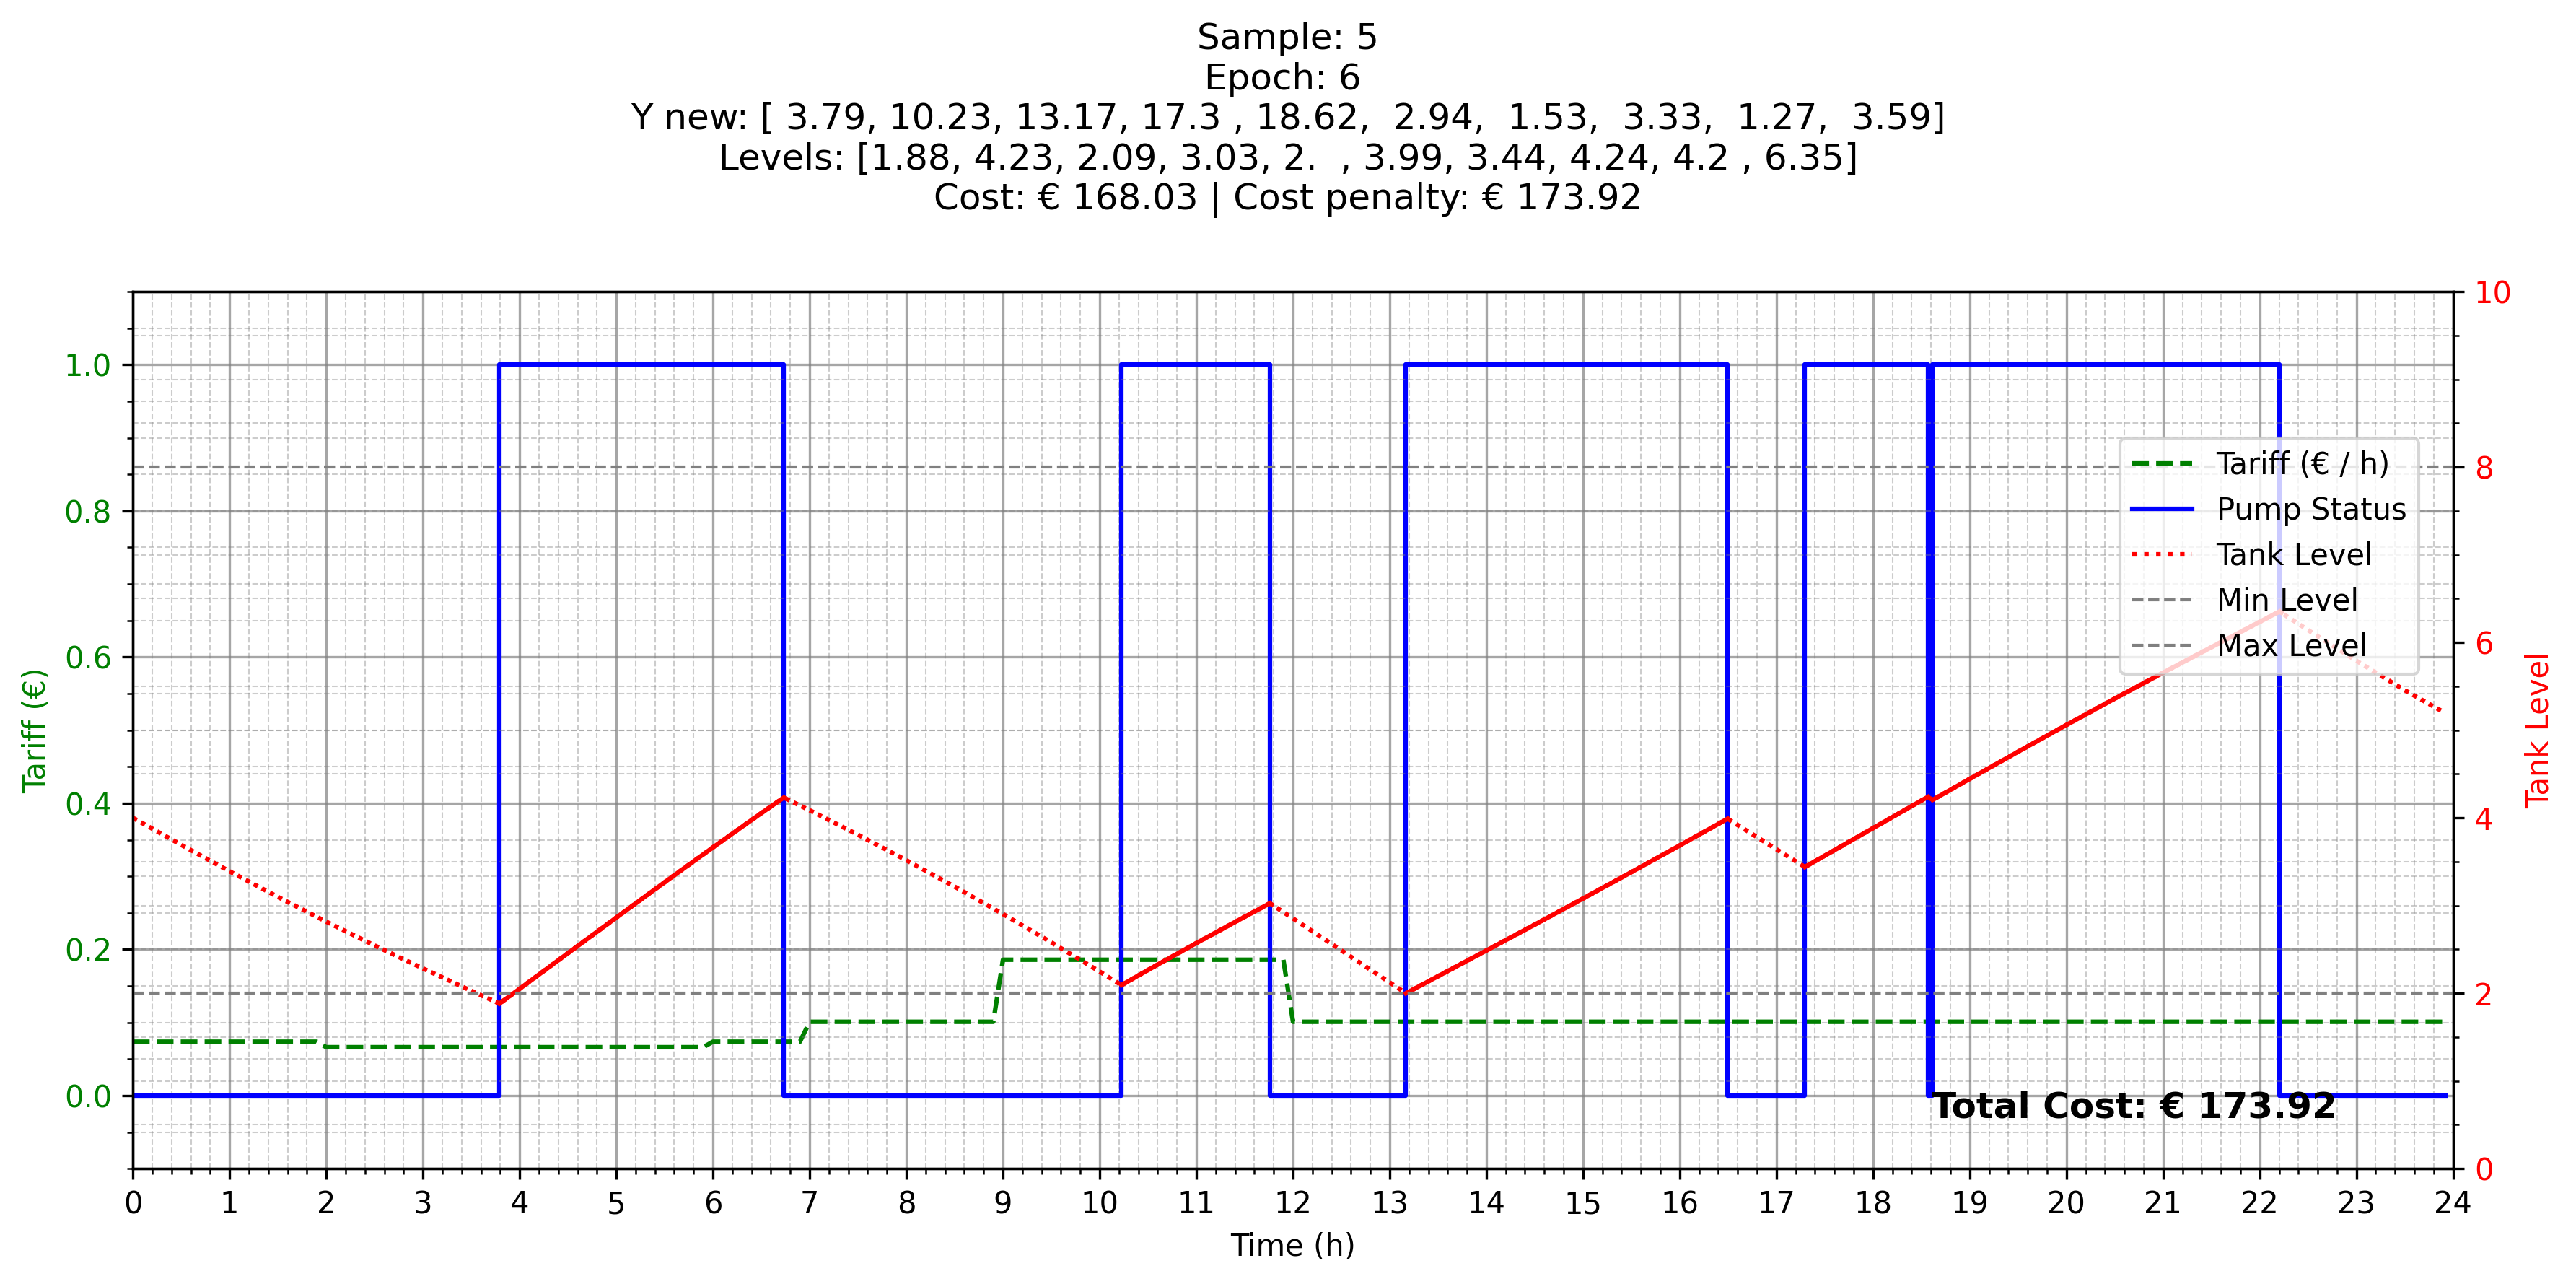 Sample: 5
Epoch: 6
Y new: [ 3.79, 10.23, 13.17, 17.3 , 18.62,  2.94,  1.53,  3.33,  1.27,  3.59]
Levels: [1.88, 4.23, 2.09, 3.03, 2.  , 3.99, 3.44, 4.24, 4.2 , 6.35]
Cost: € 168.03 | Cost penalty: € 173.92
1.0
0.8
0.6
0.4
0.2
0.0
Tariff (€)
10
8
6
4
2
0
Tank Level
Tariff (€ / h)
Pump Status
Tank Level
Min Level
Max Level
Total Cost: € 173.92
0 1 2 3 4 5 6 7 8 9 10 11 12 13 14 15 16 17 18 19 20 21 22 23 24
Time (h)